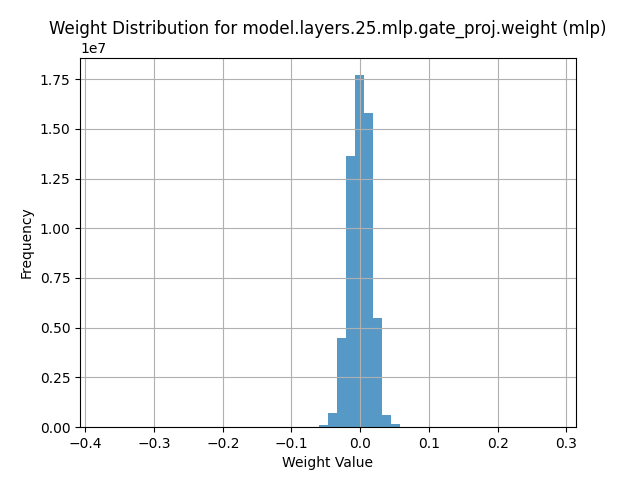 Weight Distribution for model.layers.25.mlp.gate_proj.weight (mlp)
1e7
1.75
1.50
1.25
1.00
0.75
0.50
0.25
0.00
Frequency
−0.4 −0.3 −0.2 −0.1 0.0 0.1 0.2 0.3
Weight Value